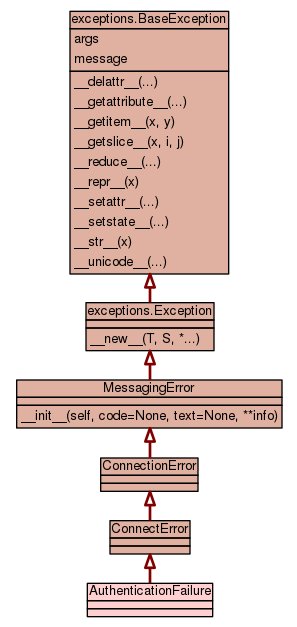 exceptions.BaseException
args
message
__delattr__(...)
__getattribute__(...)
__getitem__(x, y)
__getslice__(x, i, j)
__reduce__(...)
__repr__(x)
__setattr__(...)
__setstate__(...)
__str__(x)
__unicode__(...)
exceptions.Exception
__new__(T, S, *...)
MessagingError
__init__(self, code=None, text=None, **info)
ConnectionError
ConnectError
AuthenticationFailure